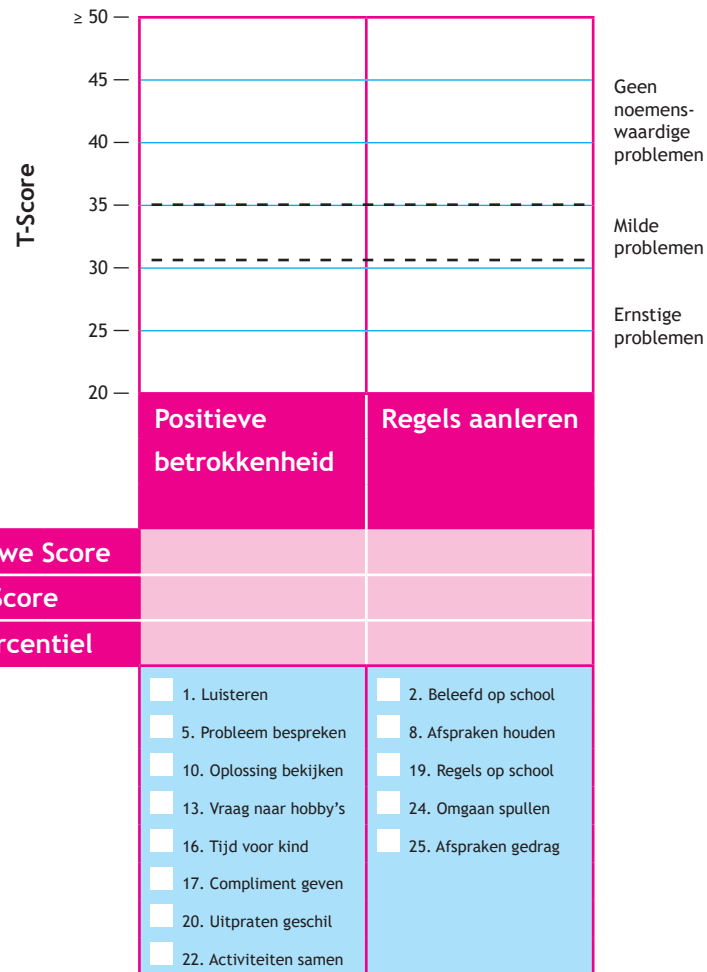 ≥ 50
45
40
35
30
25
20
T-Score
Geen
noemens-
waardige
problemen
Milde
problemen
Ernstige
problemen
Positieve
betrokkenheid
Regels aanleren
we Score
Score
rcentiel
1. Luisteren
5. Probleem bespreken
10. Oplossing bekijken
13. Vraag naar hobby's
16. Tijd voor kind
17. Compliment geven
20. Uitpraten geschil
22. Activiteiten samen
2. Beleefd op school
8. Afspraken houden
19. Regels op school
24. Omgaan spullen
25. Afspraken gedrag